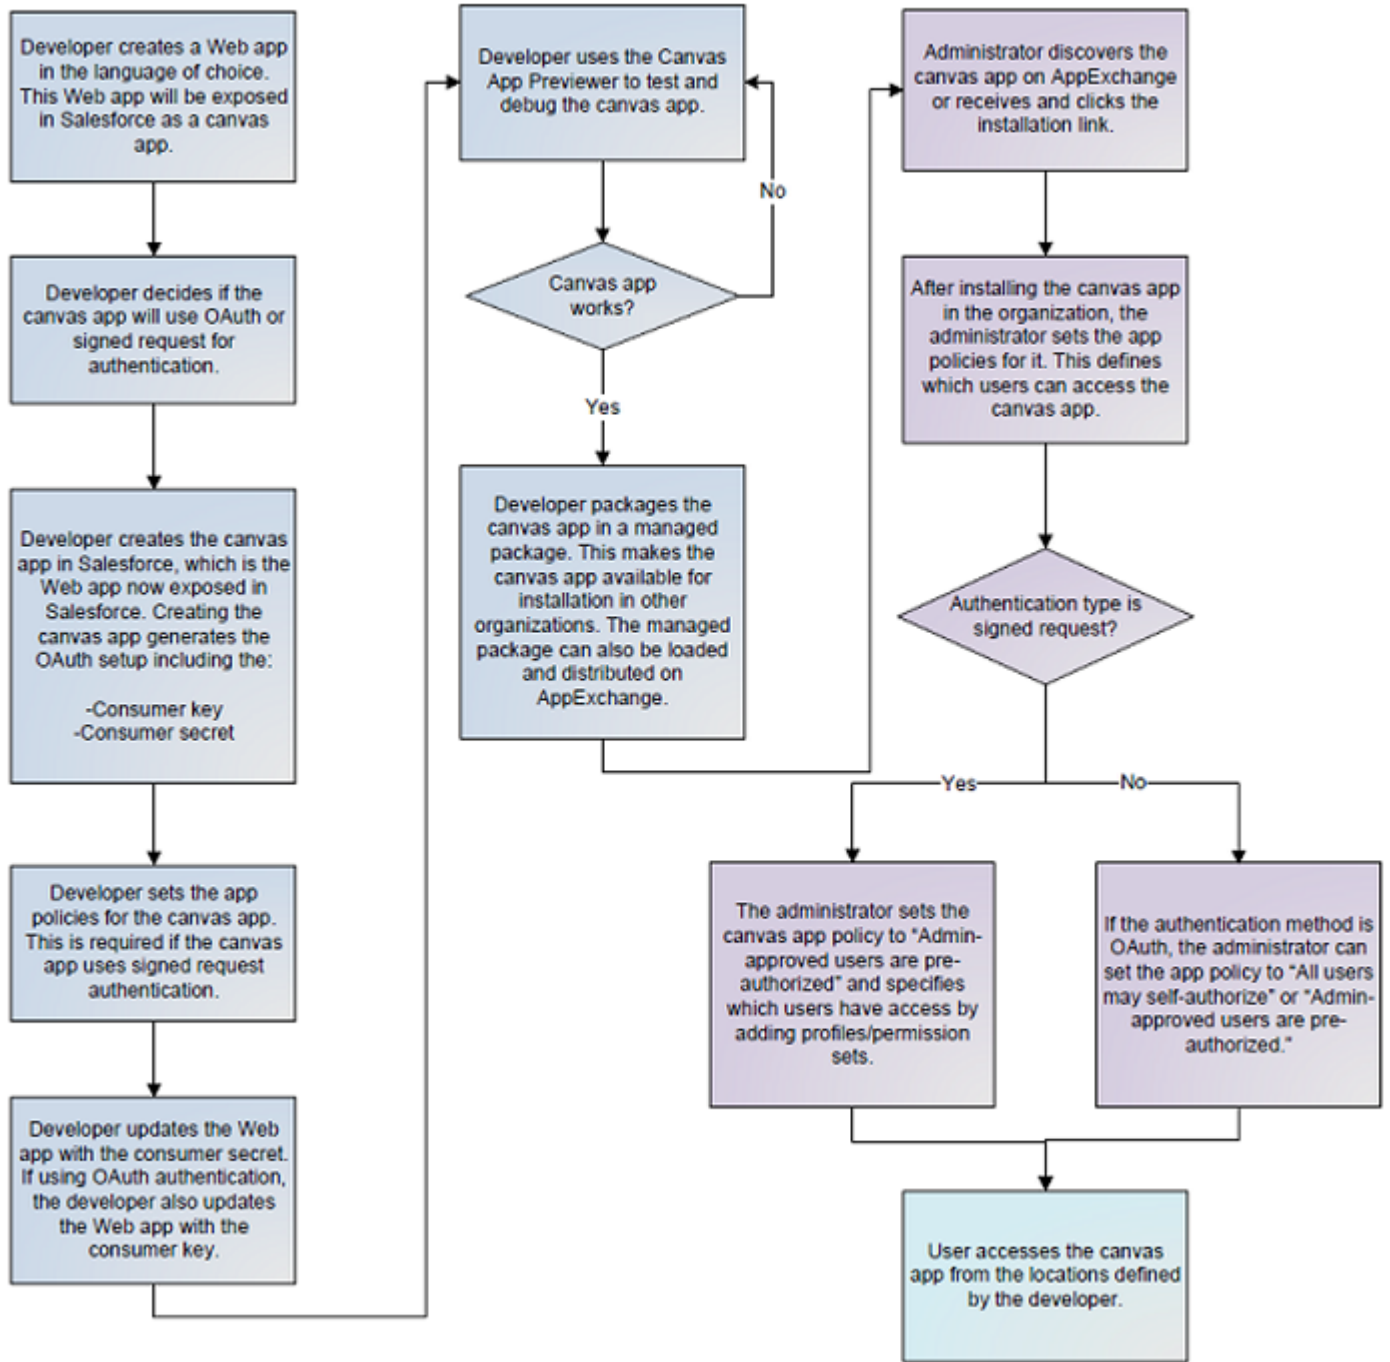 Developer creates a Web app
in the language of choice.
This Web app will be exposed
in Salesforce as a canvas
app.
Developer decides if the
canvas app will use OAuth or
signed request for
authentication.
Developer creates the canvas
app in Salesforce, which is the
Web app now exposed in
Salesforce. Creating the
canvas app generates the
OAuth setup including the:
-Consumer key
-Consumer secret
Developer sets the app
policies for the canvas app.
This is required if the canvas
app uses signed request
authentication.
Developer updates the Web
app with the consumer secret.
If using OAuth authentication,
the developer also updates
the Web app with the
consumer key.
Developer uses the Canvas
App Previewer to test and
debug the canvas app.
No
Canvas app
works?
Yes
Developer packages the
canvas app in a managed
package. This makes the
canvas app available for
installation in other
organizations. The managed
package can also be loaded
and distributed on
AppExchange.
Administrator discovers the
canvas app on AppExchange
or receives and clicks the
installation link.
After installing the canvas app
in the organization, the
administrator sets the app
policies for it. This defines
which users can access the
canvas app.
Authentication type is
signed request?
Yes
No
The administrator sets the
canvas app policy to “Admin-
approved users are pre-
authorized” and specifies
which users have access by
adding profiles/permission
sets.
If the authentication method is
OAuth, the administrator can
set the app policy to “All users
may self-authorize” or “Admin-
approved users are pre-
authorized.”
User accesses the canvas
app from the locations defined
by the developer.